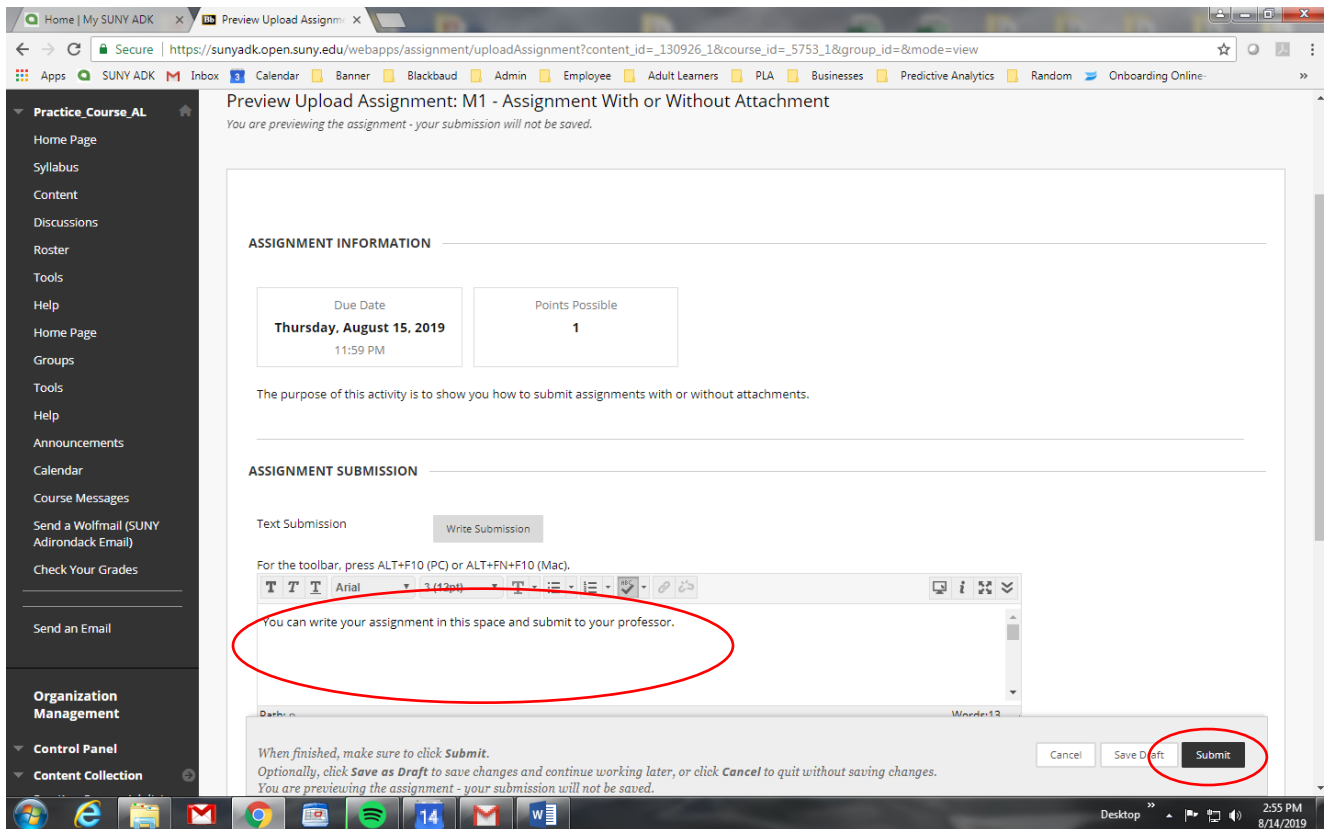 Home | My SUNY ADK
Preview Upload Assignme
Secure | https://sunyadk.open.suny.edu/webapps/assignment/uploadAssignment?content_id=_130926_1&course_id=_5753_1&group_id=&mode=view
Apps SUNY ADK Inbox Calendar Banner Blackbaud Admin Employee Adult Learners PLA Businesses Predictive Analytics Random Onboarding Online- »
Practice_Course_AL
Home Page
Syllabus
Content
Discussions
Roster
Tools
Help
Home Page
Groups
Tools
Help
Announcements
Calendar
Course Messages
Send a Wolfmail (SUNY
Adirondack Email)
Check Your Grades
Send an Email
Organization
Management
Control Panel
Content Collection
Preview Upload Assignment: M1 - Assignment With or Without Attachment
You are previewing the assignment - your submission will not be saved.
ASSIGNMENT INFORMATION
Due Date
Thursday, August 15, 2019
11:59 PM
Points Possible
1
The purpose of this activity is to show you how to submit assignments with or without attachments.
ASSIGNMENT SUBMISSION
Text Submission
Write Submission
For the toolbar, press ALT+F10 (PC) or ALT+FN+F10 (Mac).
T T T Arial 3 (12pt) T ABC i
You can write your assignment in this space and submit to your professor.
Path: p Words:13
When finished, make sure to click Submit.
Optionally, click Save as Draft to save changes and continue working later, or click Cancel to quit without saving changes.
You are previewing the assignment - your submission will not be saved.
Cancel Save Draft Submit
14
Desktop »
2:55 PM
8/14/2019